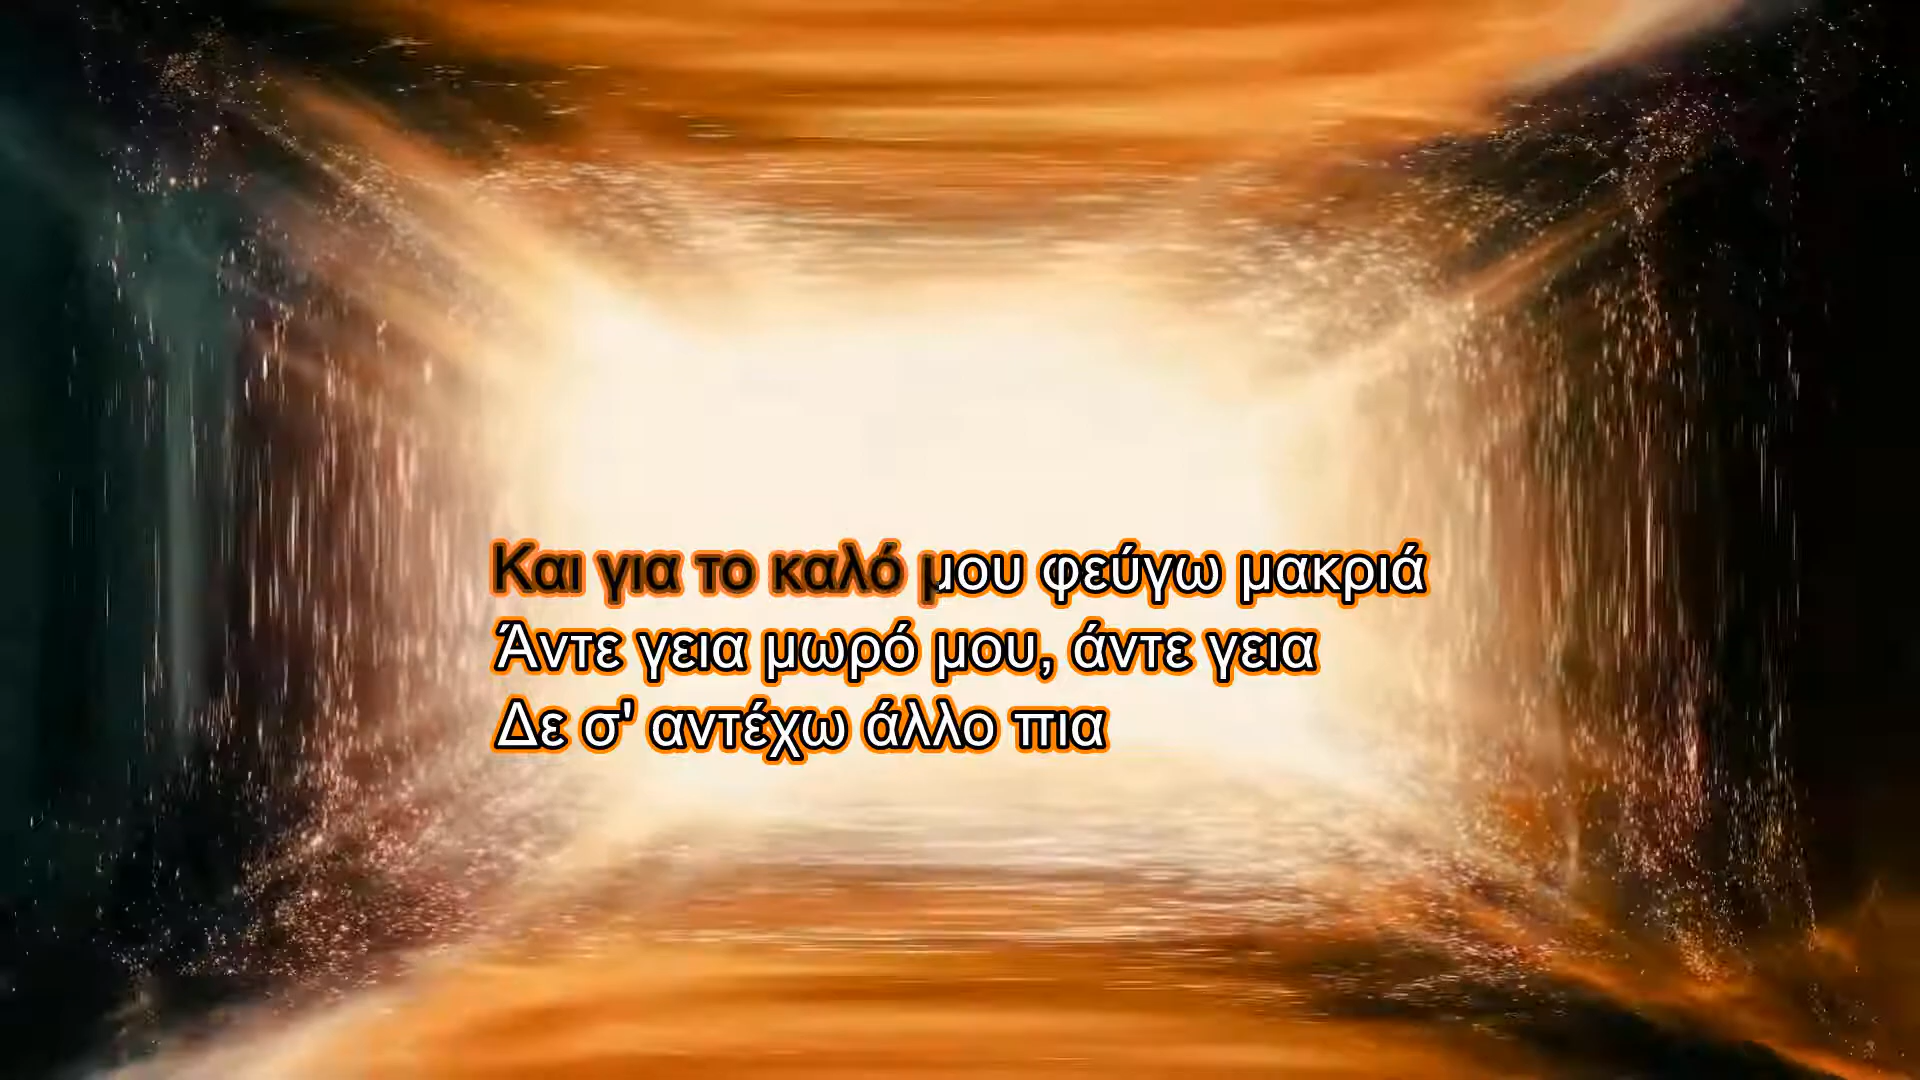 Και για το καλό μου φεύγω μακριά
Άντε γεια μωρό μου, άντε γεια
Δε σ' αντέχω άλλο πια